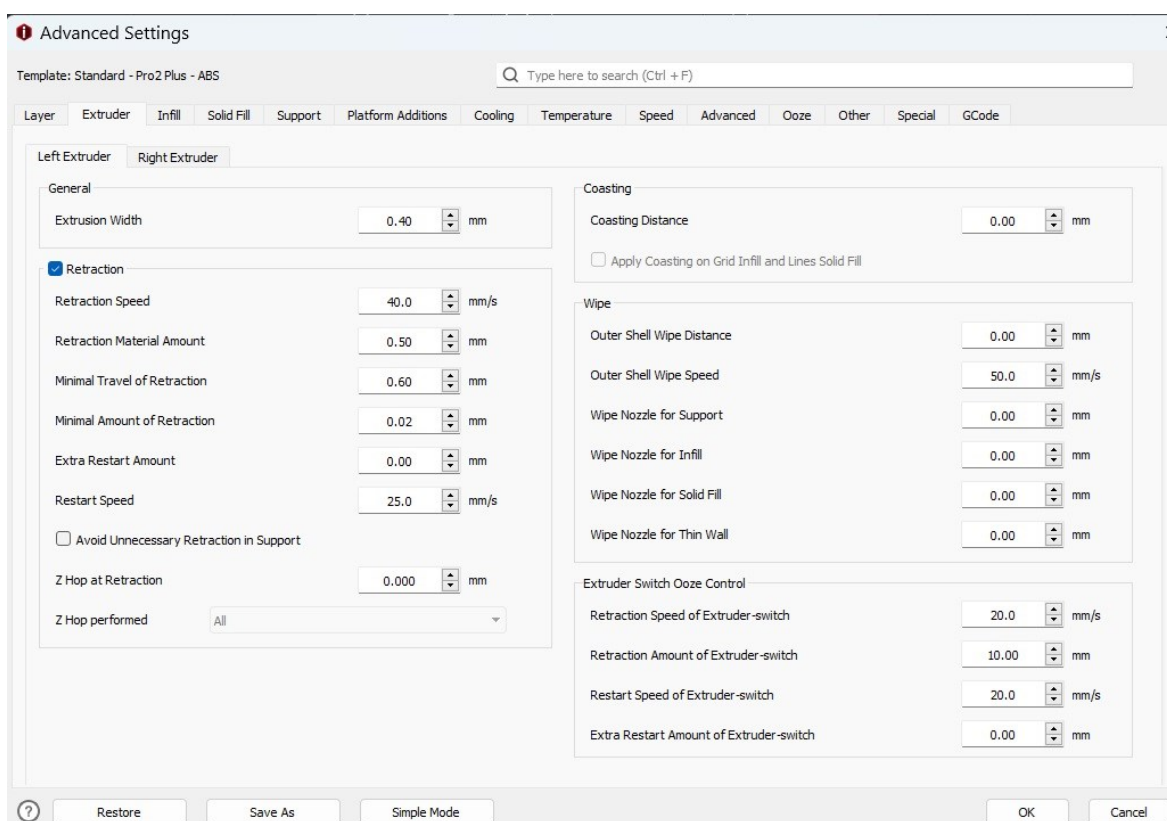 Advanced Settings
Template: Standard - Pro2 Plus - ABS
Type here to search (Ctrl + F)
Layer Extruder Infill Solid Fill Support Platform Additions Cooling Temperature Speed Advanced Ooze Other Special GCode
Left Extruder Right Extruder
General
Extrusion Width 0.40 mm
Retraction
Retraction Speed 40.0 mm/s
Retraction Material Amount 0.50 mm
Minimal Travel of Retraction 0.60 mm
Minimal Amount of Retraction 0.02 mm
Extra Restart Amount 0.00 mm
Restart Speed 25.0 mm/s
Avoid Unnecessary Retraction in Support
Z Hop at Retraction 0.000 mm
Z Hop performed All
Coasting
Coasting Distance 0.00 mm
Apply Coasting on Grid Infill and Lines Solid Fill
Wipe
Outer Shell Wipe Distance 0.00 mm
Outer Shell Wipe Speed 50.0 mm/s
Wipe Nozzle for Support 0.00 mm
Wipe Nozzle for Infill 0.00 mm
Wipe Nozzle for Solid Fill 0.00 mm
Wipe Nozzle for Thin Wall 0.00 mm
Extruder Switch Ooze Control
Retraction Speed of Extruder-switch 20.0 mm/s
Retraction Amount of Extruder-switch 10.00 mm
Restart Speed of Extruder-switch 20.0 mm/s
Extra Restart Amount of Extruder-switch 0.00 mm
? Restore Save As Simple Mode OK Cancel